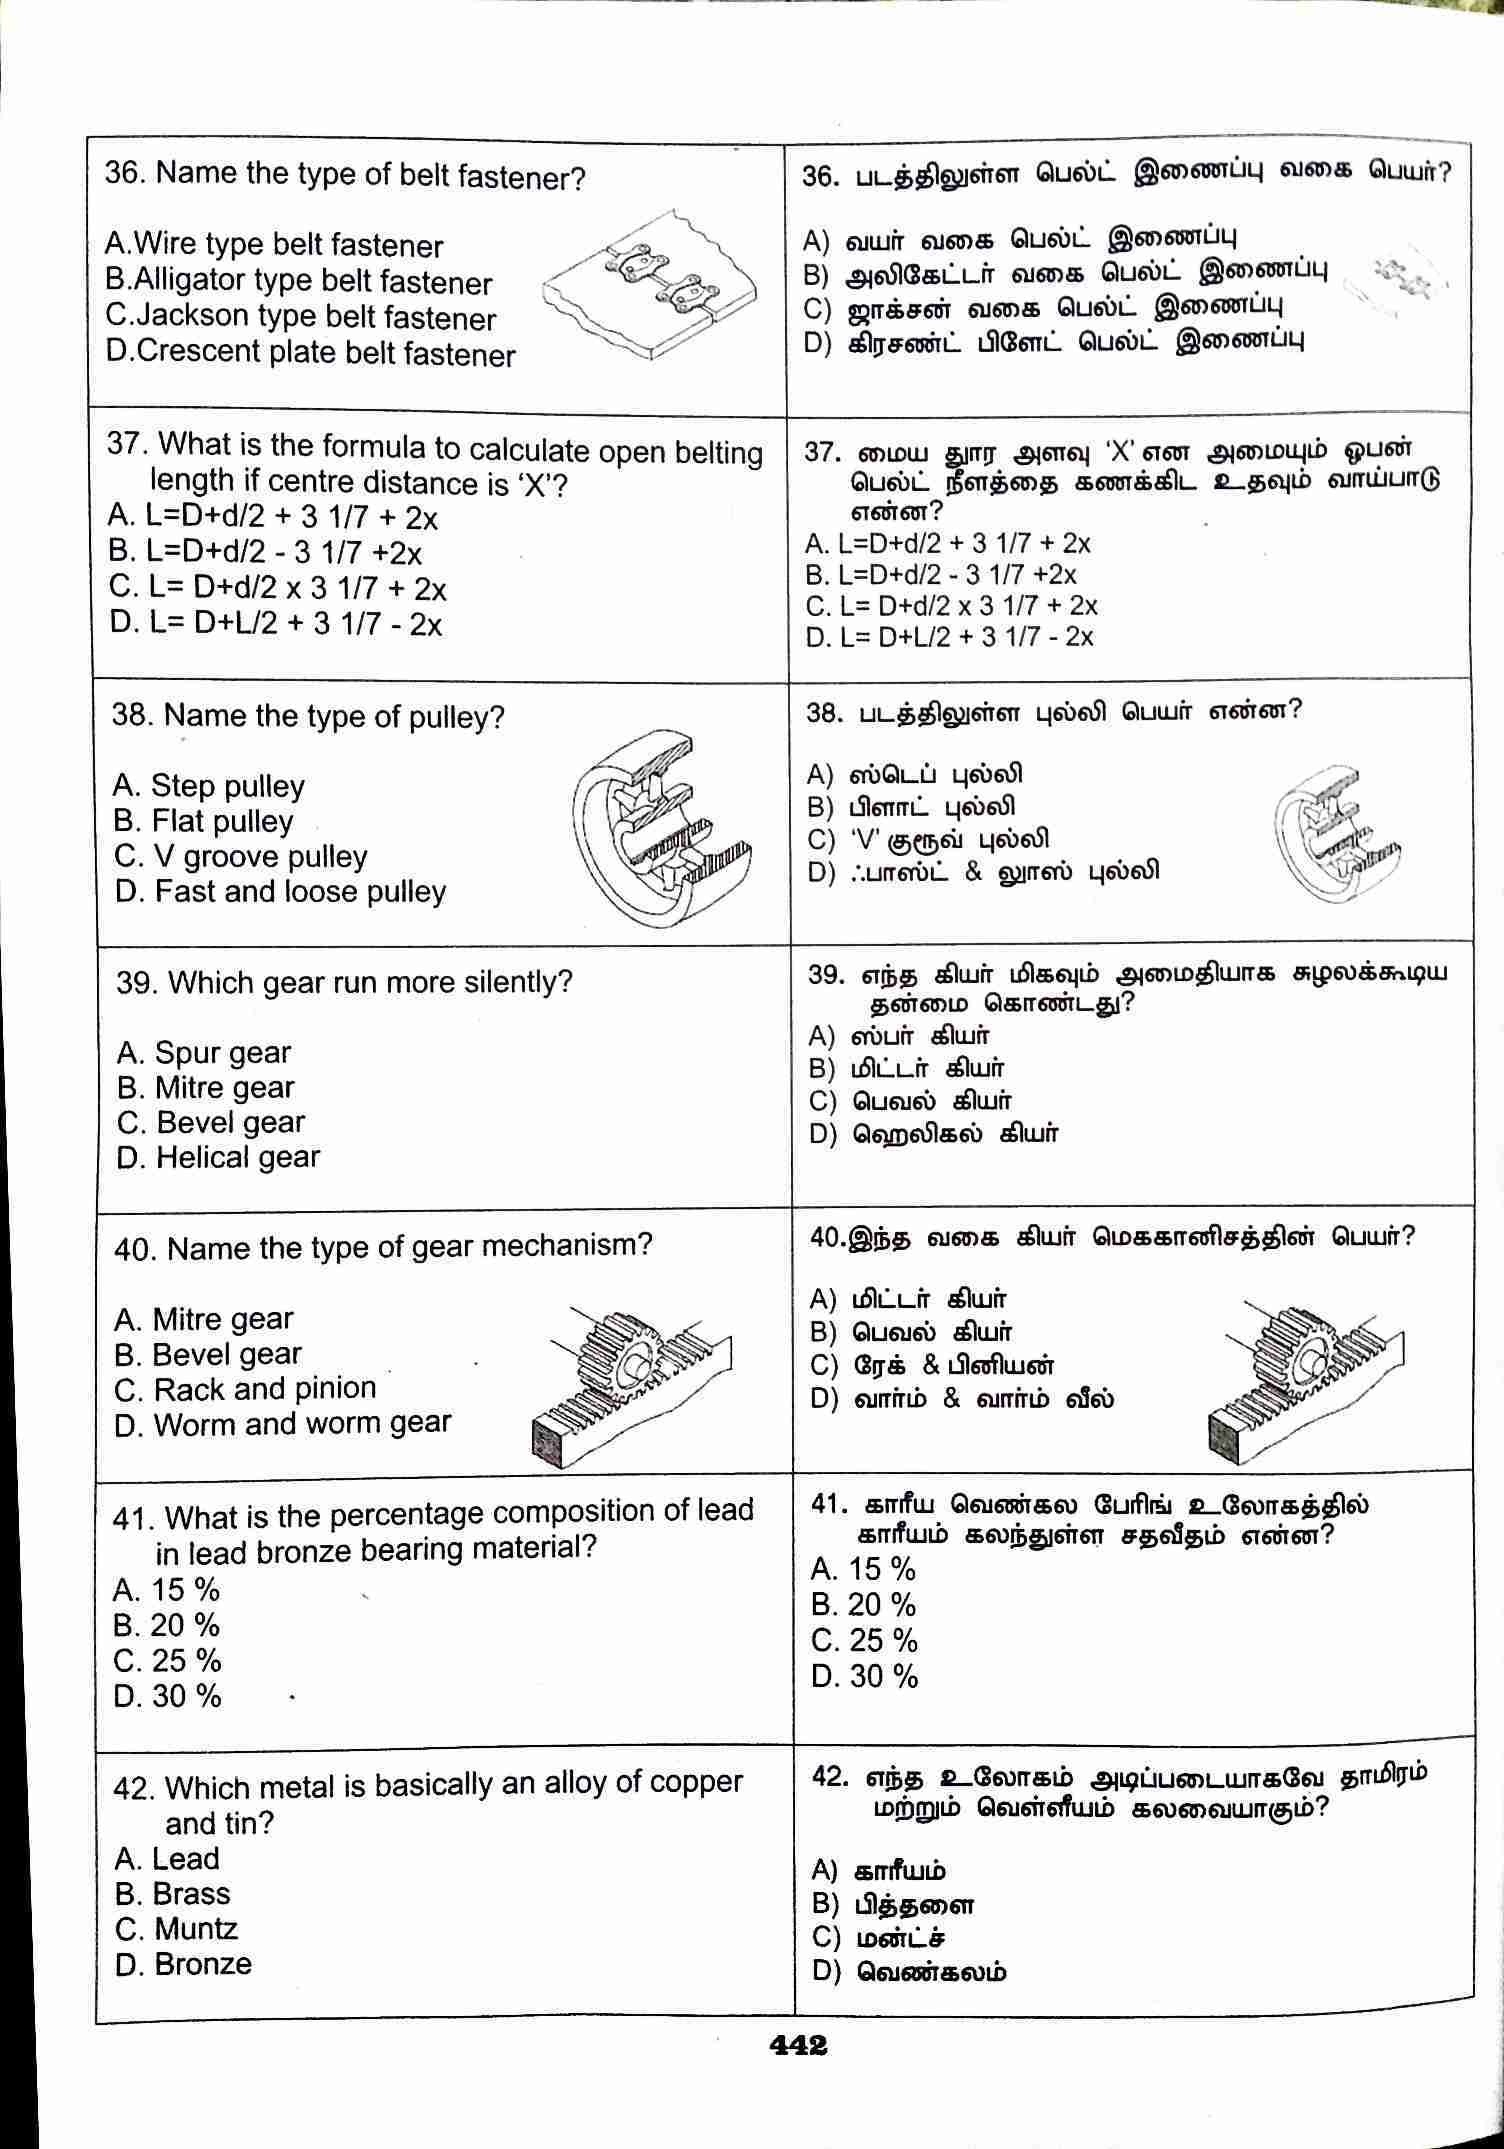 36. Name the type of belt fastener?
A.Wire type belt fastener
B.Alligator type belt fastener
C.Jackson type belt fastener
D.Crescent plate belt fastener
36. படத்திலுள்ள பெல்ட் இணைப்பு வகை பெயர்?
A) வயர் வகை பெல்ட் இணைப்பு
B) அலிகேட்டர் வகை பெல்ட் இணைப்பு
C) ஜாக்சன் வகை பெல்ட் இணைப்பு
D) கிரசண்ட் பிளேட் பெல்ட் இணைப்பு
37. What is the formula to calculate open belting
length if centre distance is ‘X’?
A. L=D+d/2 + 3 1/7 + 2x
B. L=D+d/2 - 3 1/7 +2x
C. L= D+d/2 x 3 1/7 + 2x
D. L= D+L/2 + 3 1/7 - 2x
37. மைய தூர அளவு ‘X’ என அமையும் ஓபன்
பெல்ட் நீளத்தை கணக்கிட உதவும் வாய்பாடு
என்ன?
A. L=D+d/2 + 3 1/7 + 2x
B. L=D+d/2 - 3 1/7 +2x
C. L= D+d/2 x 3 1/7 + 2x
D. L= D+L/2 + 3 1/7 - 2x
38. Name the type of pulley?
A. Step pulley
B. Flat pulley
C. V groove pulley
D. Fast and loose pulley
38. படத்திலுள்ள புல்லி பெயர் என்ன?
A) ஸ்டெப் புல்லி
B) பிளாட் புல்லி
C) ‘V’ குரூவ் புல்லி
D) ஃபாஸ்ட் & லூஸ் புல்லி
39. Which gear run more silently?
A. Spur gear
B. Mitre gear
C. Bevel gear
D. Helical gear
39. எந்த கியர் மிகவும் அமைதியாக சுழலக்கூடிய
தன்மை கொண்டது?
A) ஸ்பர் கியர்
B) மிட்டர் கியர்
C) பெவல் கியர்
D) ஹெலிகல் கியர்
40. Name the type of gear mechanism?
A. Mitre gear
B. Bevel gear
C. Rack and pinion
D. Worm and worm gear
40.இந்த வகை கியர் மெககானிசத்தின் பெயர்?
A) மிட்டர் கியர்
B) பெவல் கியர்
C) ரேக் & பினியன்
D) வார்ம் & வார்ம் வீல்
41. What is the percentage composition of lead
in lead bronze bearing material?
A. 15 %
B. 20 %
C. 25 %
D. 30 %
41. காரீய வெண்கல பேரிங் உலோகத்தில்
காரீயம் கலந்துள்ள சதவீதம் என்ன?
A. 15 %
B. 20 %
C. 25 %
D. 30 %
42. Which metal is basically an alloy of copper
and tin?
A. Lead
B. Brass
C. Muntz
D. Bronze
42. எந்த உலோகம் அடிப்படையாகவே தாமிரம்
மற்றும் வெள்ளீயம் கலவையாகும்?
A) காரீயம்
B) பித்தளை
C) மன்ட்ச்
D) வெண்கலம்
442